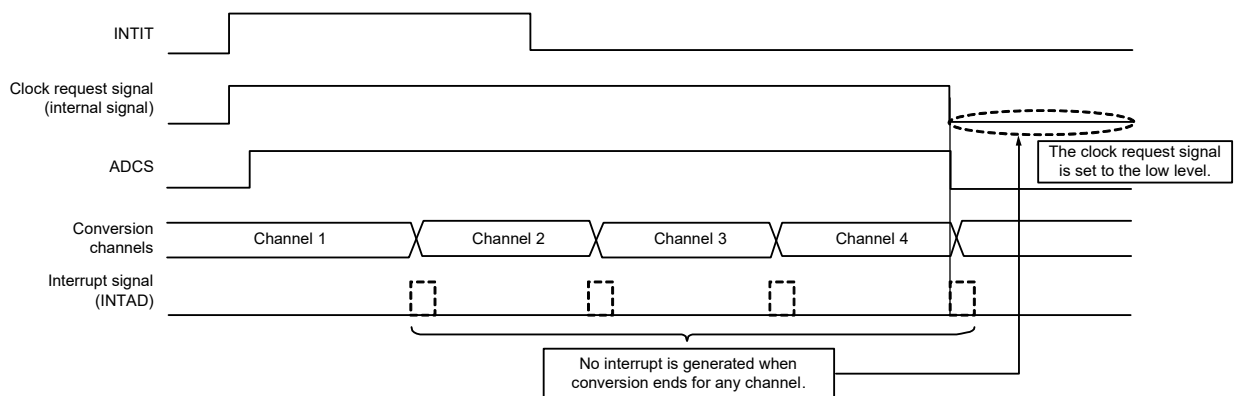 INTIT
Clock request signal
(internal signal)
The clock request signal
is set to the low level.
ADCS
Conversion
channels
Channel 1
Channel 2
Channel 3
Channel 4
Interrupt signal
(INTAD)
No interrupt is generated when
conversion ends for any channel.